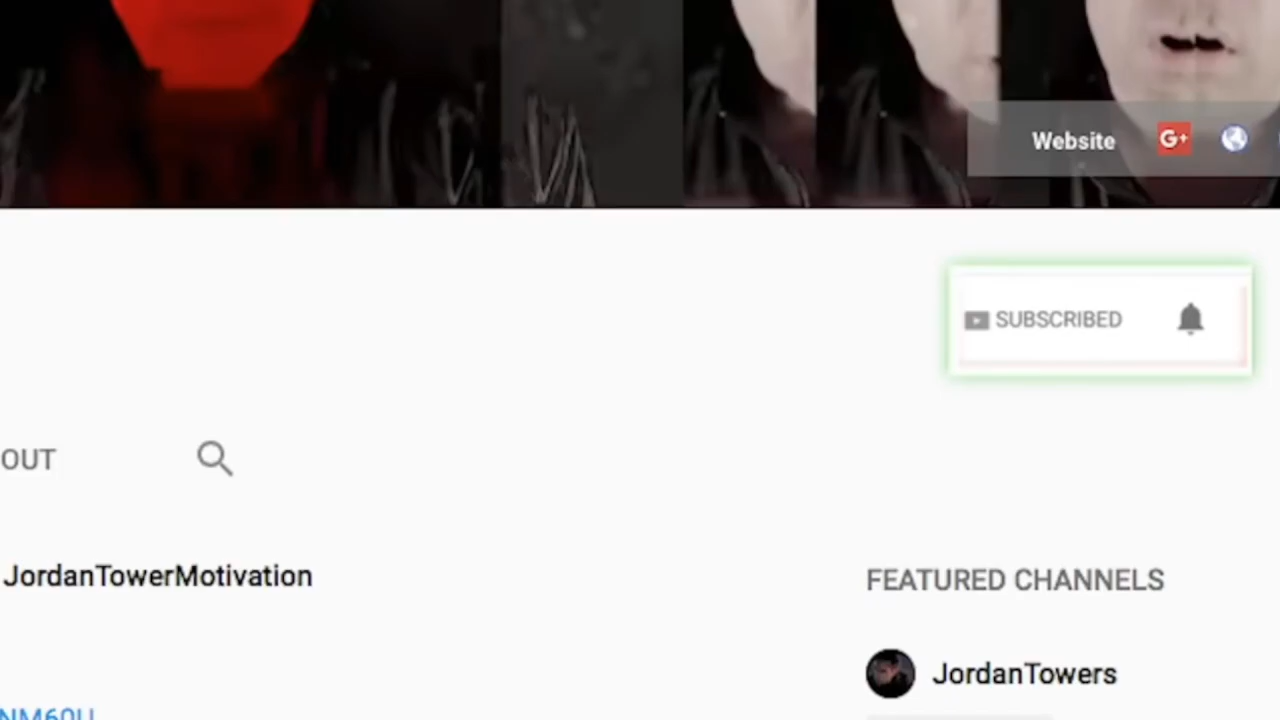 Website G+
SUBSCRIBED
OUT
JordanTowerMotivation
FEATURED CHANNELS
JordanTowers